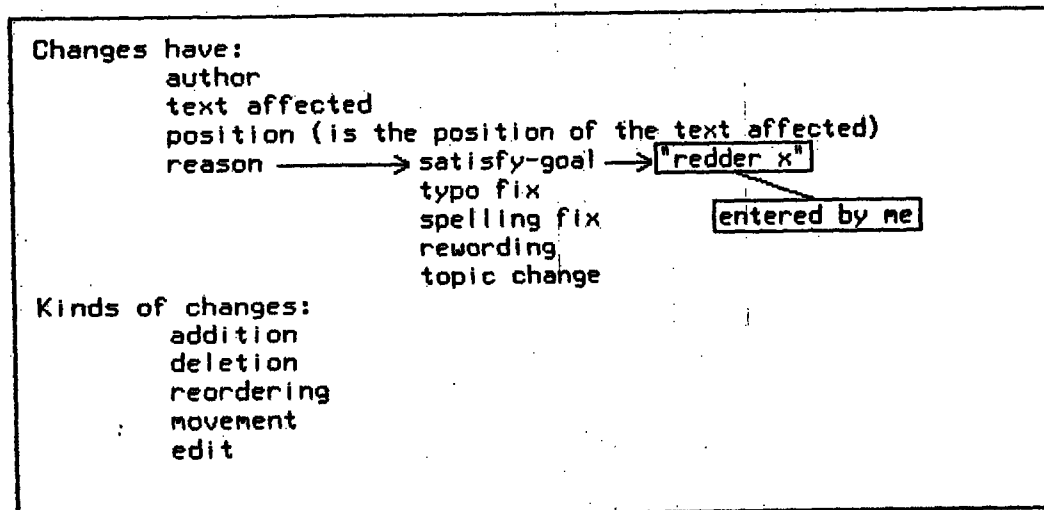 Changes have:
author
text affected
position (is the position of the text affected)
reason satisfy-goal "redder x"
typo fix
spelling fix entered by me
rewording
topic change
Kinds of changes:
addition
deletion
reordering
movement
edit